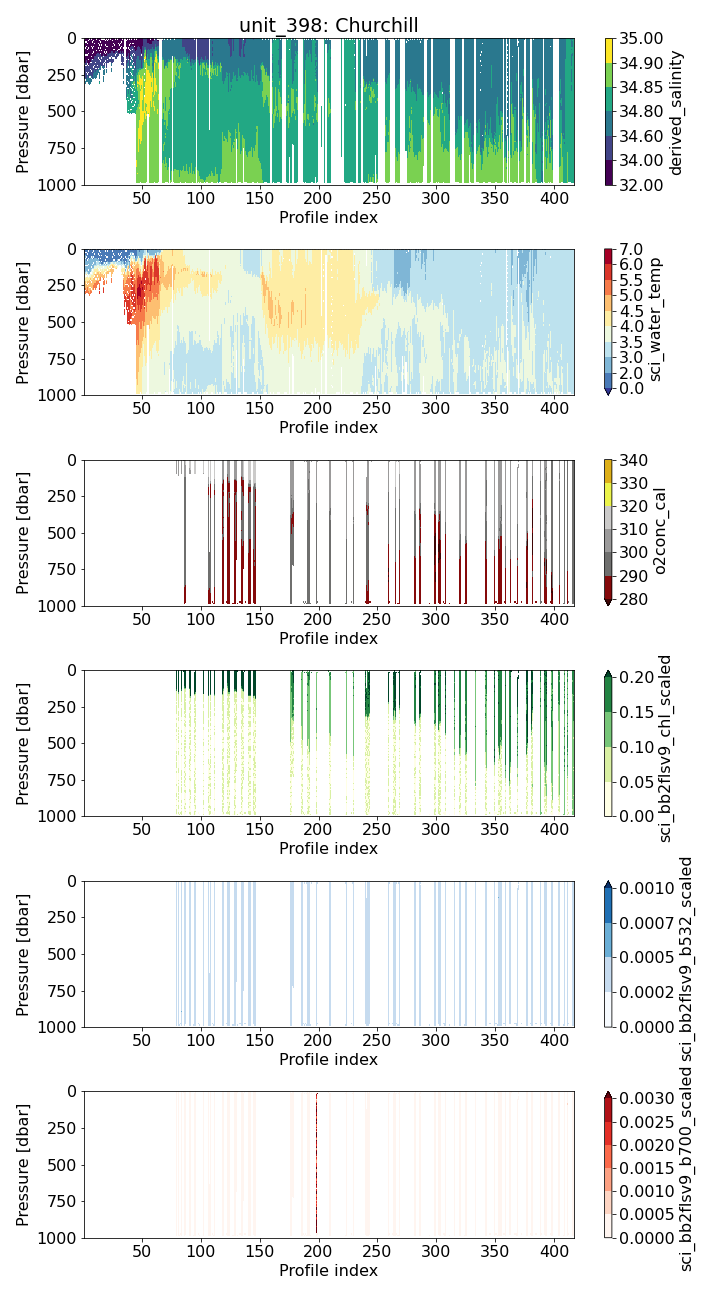 unit_398: Churchill
0
250
500
750
1000
Pressure [dbar]
50 100 150 200 250 300 350 400
Profile index
35.00
34.90
34.85
34.80
34.60
34.00
32.00
derived_salinity
0
250
500
750
1000
Pressure [dbar]
50 100 150 200 250 300 350 400
Profile index
7.0
6.0
5.5
5.0
4.5
4.0
3.5
3.0
2.0
0.0
sci_water_temp
0
250
500
750
1000
Pressure [dbar]
50 100 150 200 250 300 350 400
Profile index
340
330
320
310
300
290
280
o2conc_cal
0
250
500
750
1000
Pressure [dbar]
50 100 150 200 250 300 350 400
Profile index
0.20
0.15
0.10
0.05
0.00
sci_bb2flsv9_chl_scaled
0
250
500
750
1000
Pressure [dbar]
50 100 150 200 250 300 350 400
Profile index
0.0010
0.0007
0.0005
0.0002
0.0000
sci_bb2flsv9_b532_scaled
0
250
500
750
1000
Pressure [dbar]
50 100 150 200 250 300 350 400
Profile index
0.0030
0.0025
0.0020
0.0015
0.0010
0.0005
0.0000
sci_bb2flsv9_b700_scaled